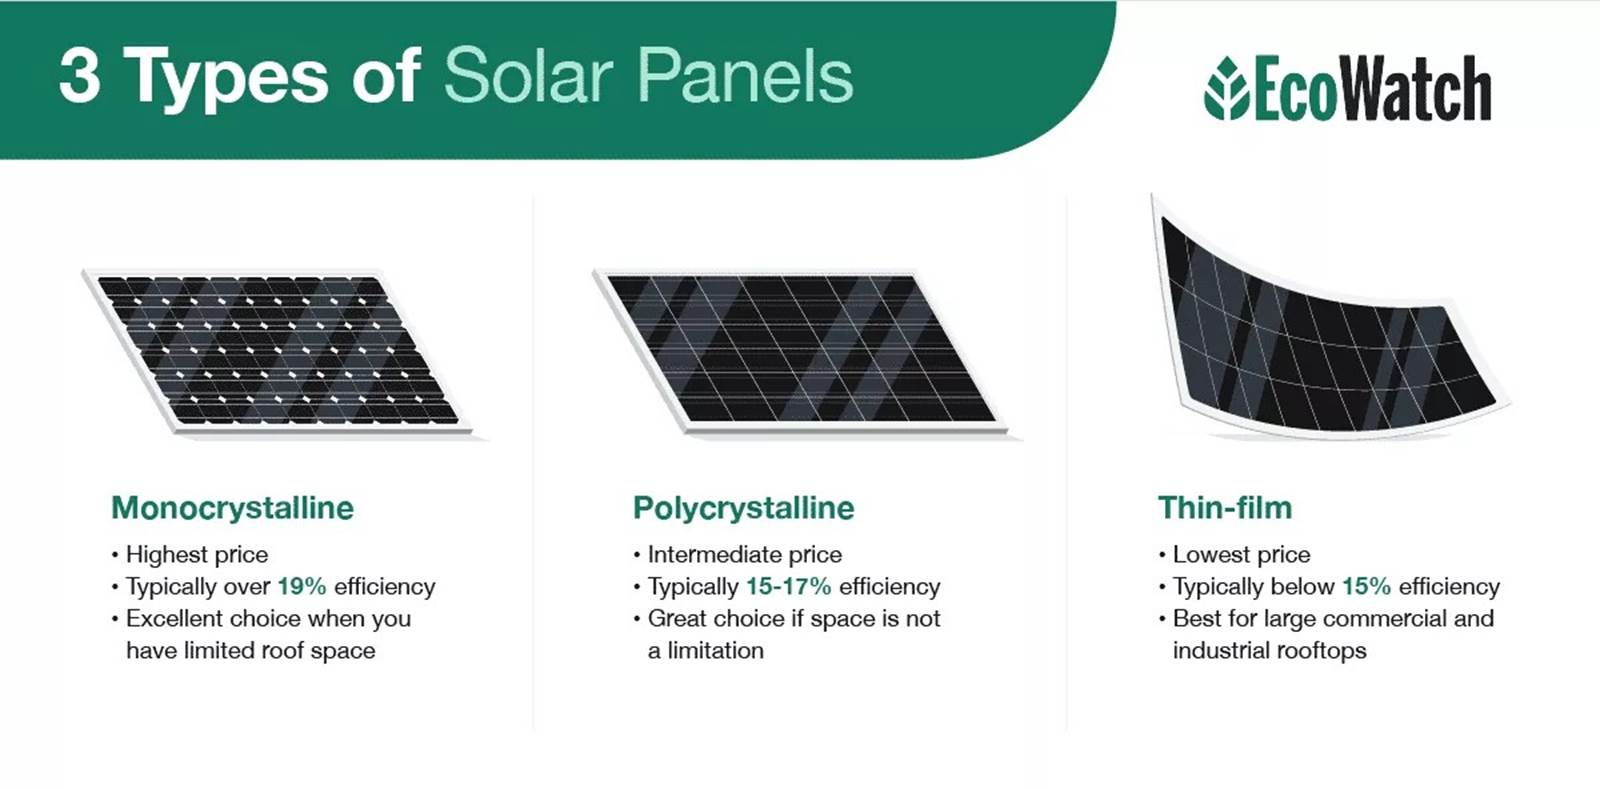 3 Types of Solar Panels
EcoWatch
Monocrystalline
• Highest price
• Typically over 19% efficiency
• Excellent choice when you
have limited roof space
Polycrystalline
• Intermediate price
• Typically 15-17% efficiency
• Great choice if space is not
a limitation
Thin-film
• Lowest price
• Typically below 15% efficiency
• Best for large commercial and
industrial rooftops